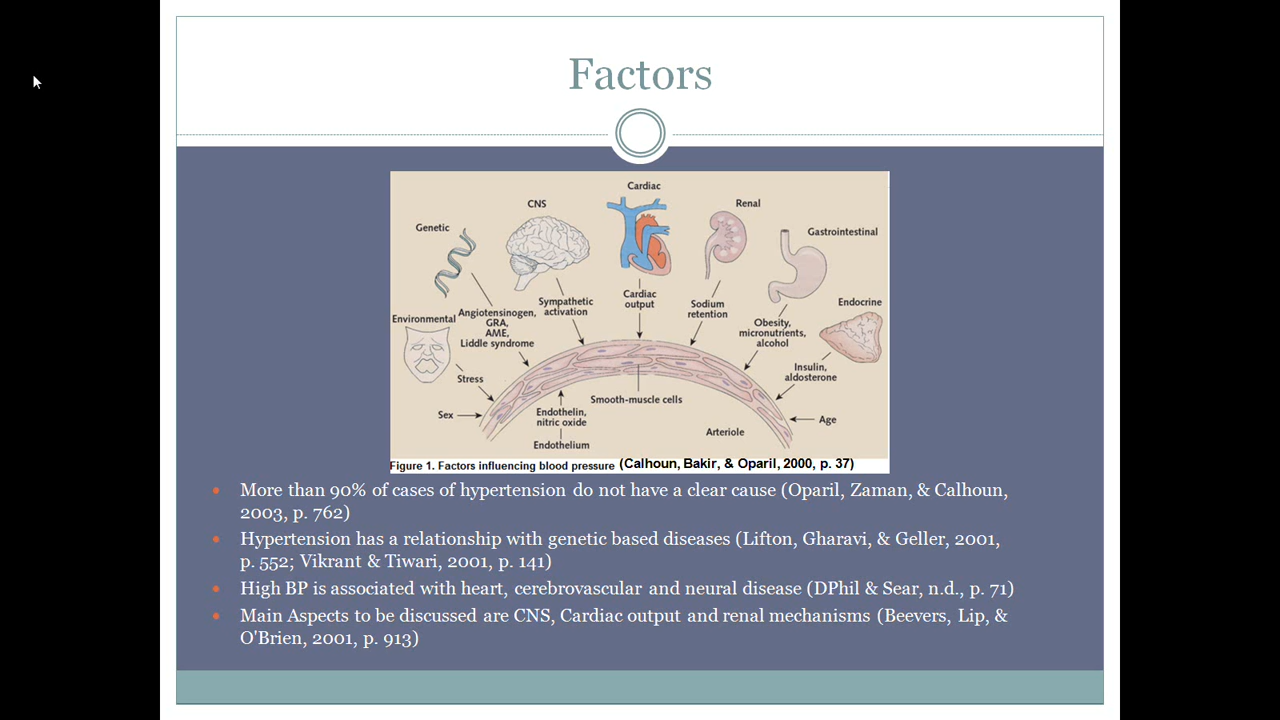 Factors
Cardiac
CNS
Renal
Genetic
Gastrointestinal
Endocrine
Environmental
Angiotensinogen,
GRA,
AME,
Liddle syndrome
Sympathetic
activation
Cardiac
output
Sodium
retention
Obesity,
micronutrients,
alcohol
Insulin,
aldosterone
Stress
Sex
Endothelin,
nitric oxide
Endothelium
Smooth-muscle cells
Arteriole
Age
Figure 1. Factors influencing blood pressure (Calhoun, Bakir, & Oparil, 2000, p. 37)
• More than 90% of cases of hypertension do not have a clear cause (Oparil, Zaman, & Calhoun,
2003, p. 762)
• Hypertension has a relationship with genetic based diseases (Lifton, Gharavi, & Geller, 2001,
p. 552; Vikrant & Tiwari, 2001, p. 141)
• High BP is associated with heart, cerebrovascular and neural disease (DPhil & Sear, n.d., p. 71)
• Main Aspects to be discussed are CNS, Cardiac output and renal mechanisms (Beevers, Lip, &
O'Brien, 2001, p. 913)